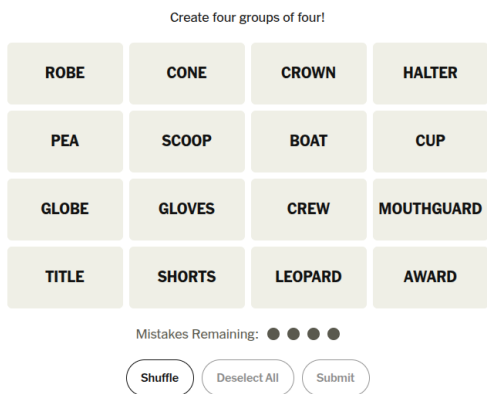 Create four groups of four!
ROBE CONE CROWN HALTER
PEA SCOOP BOAT CUP
GLOBE GLOVES CREW MOUTHGUARD
TITLE SHORTS LEOPARD AWARD
Mistakes Remaining:
Shuffle Deselect All Submit